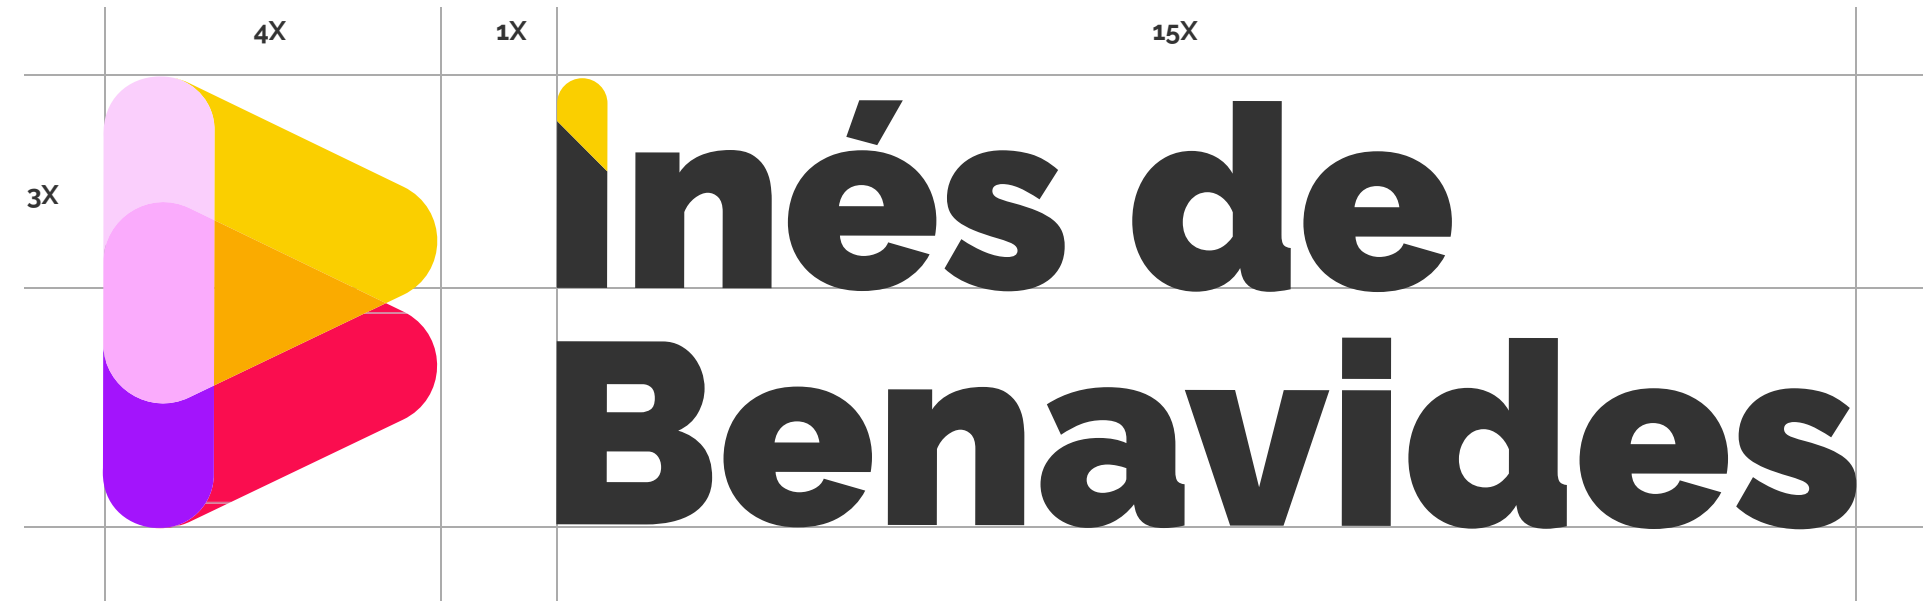 4X
1X
15X
3X
Inés de
Benavides